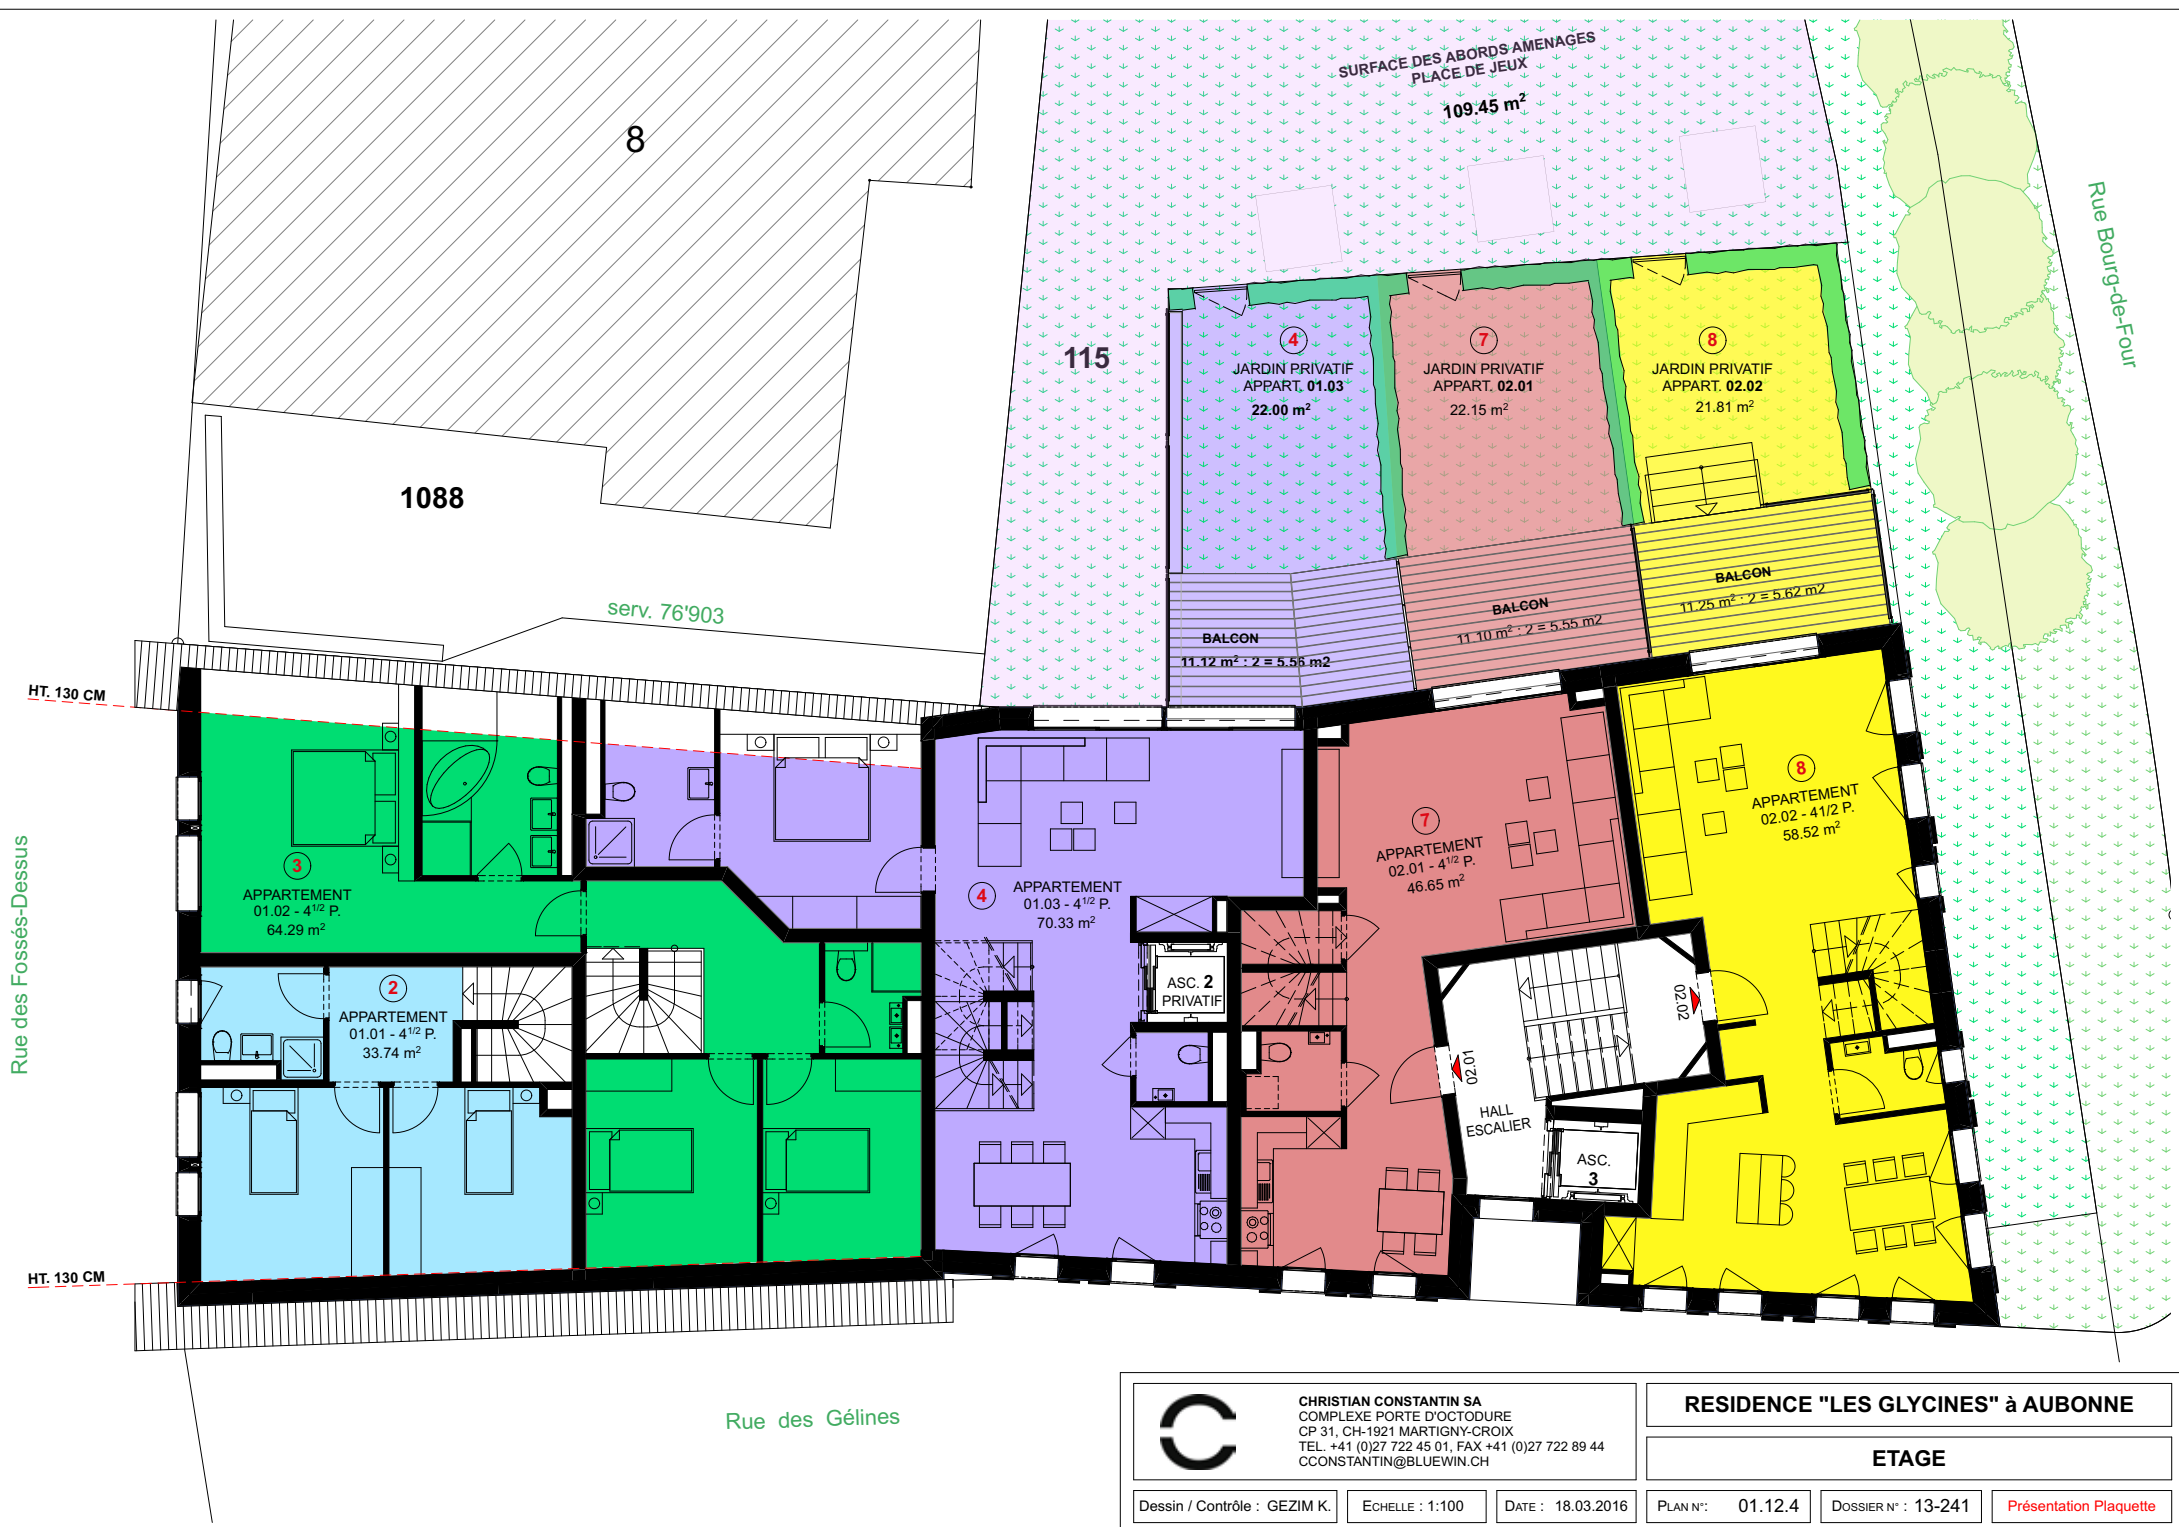 SURFACE DES ABORDS AMENAGES
PLACE DE JEUX
109.45 m²
8
Rue Bourg-de-Four
115
4
JARDIN PRIVATIF
APPART. 01.03
22.00 m²
7
JARDIN PRIVATIF
APPART. 02.01
22.15 m²
8
JARDIN PRIVATIF
APPART. 02.02
21.81 m²
1088
serv. 76'903
BALCON
11.12 m² : 2 = 5.56 m2
BALCON
11.10 m² : 2 = 5.55 m2
BALCON
11.25 m² : 2 = 5.62 m2
HT. 130 CM
Rue des Fossés-Dessus
3
APPARTEMENT
01.02 - 4 1/2 P.
64.29 m²
2
APPARTEMENT
01.01 - 4 1/2 P.
33.74 m²
4
APPARTEMENT
01.03 - 4 1/2 P.
70.33 m²
ASC. 2
PRIVATIF
7
APPARTEMENT
02.01 - 4 1/2 P.
46.65 m²
8
APPARTEMENT
02.02 - 41/2 P.
58.52 m²
02.02
02.01
HALL
ESCALIER
ASC.
3
HT. 130 CM
Rue des Gélines
CHRISTIAN CONSTANTIN SA
COMPLEXE PORTE D'OCTODURE
CP 31, CH-1921 MARTIGNY-CROIX
TEL. +41 (0)27 722 45 01, FAX +41 (0)27 722 89 44
CCONSTANTIN@BLUEWIN.CH
RESIDENCE "LES GLYCINES" à AUBONNE
ETAGE
Dessin / Contrôle : GEZIM K.
ECHELLE : 1:100
DATE : 18.03.2016
PLAN N°: 01.12.4
DOSSIER N° : 13-241
Présentation Plaquette